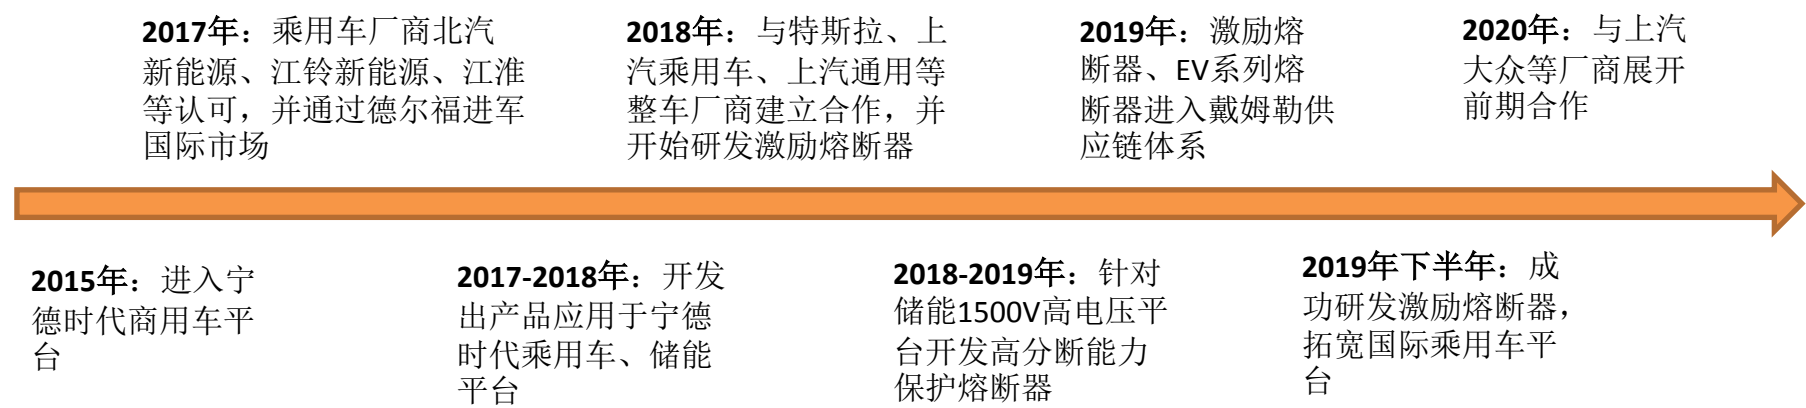 2017年：乘用车厂商北汽
新能源、江铃新能源、江淮
等认可，并通过德尔福进军
国际市场
2018年：与特斯拉、上
汽乘用车、上汽通用等
整车厂商建立合作，并
开始研发激励熔断器
2019年：激励熔
断器、EV系列熔
断器进入戴姆勒供
应链体系
2020年：与上汽
大众等厂商展开
前期合作
2015年：进入宁
德时代商用车平
台
2017-2018年：开发
出产品应用于宁德
时代乘用车、储能
平台
2018-2019年：针对
储能1500V高电压平
台开发高分断能力
保护熔断器
2019年下半年：成
功研发激励熔断器，
拓宽国际乘用车平
台